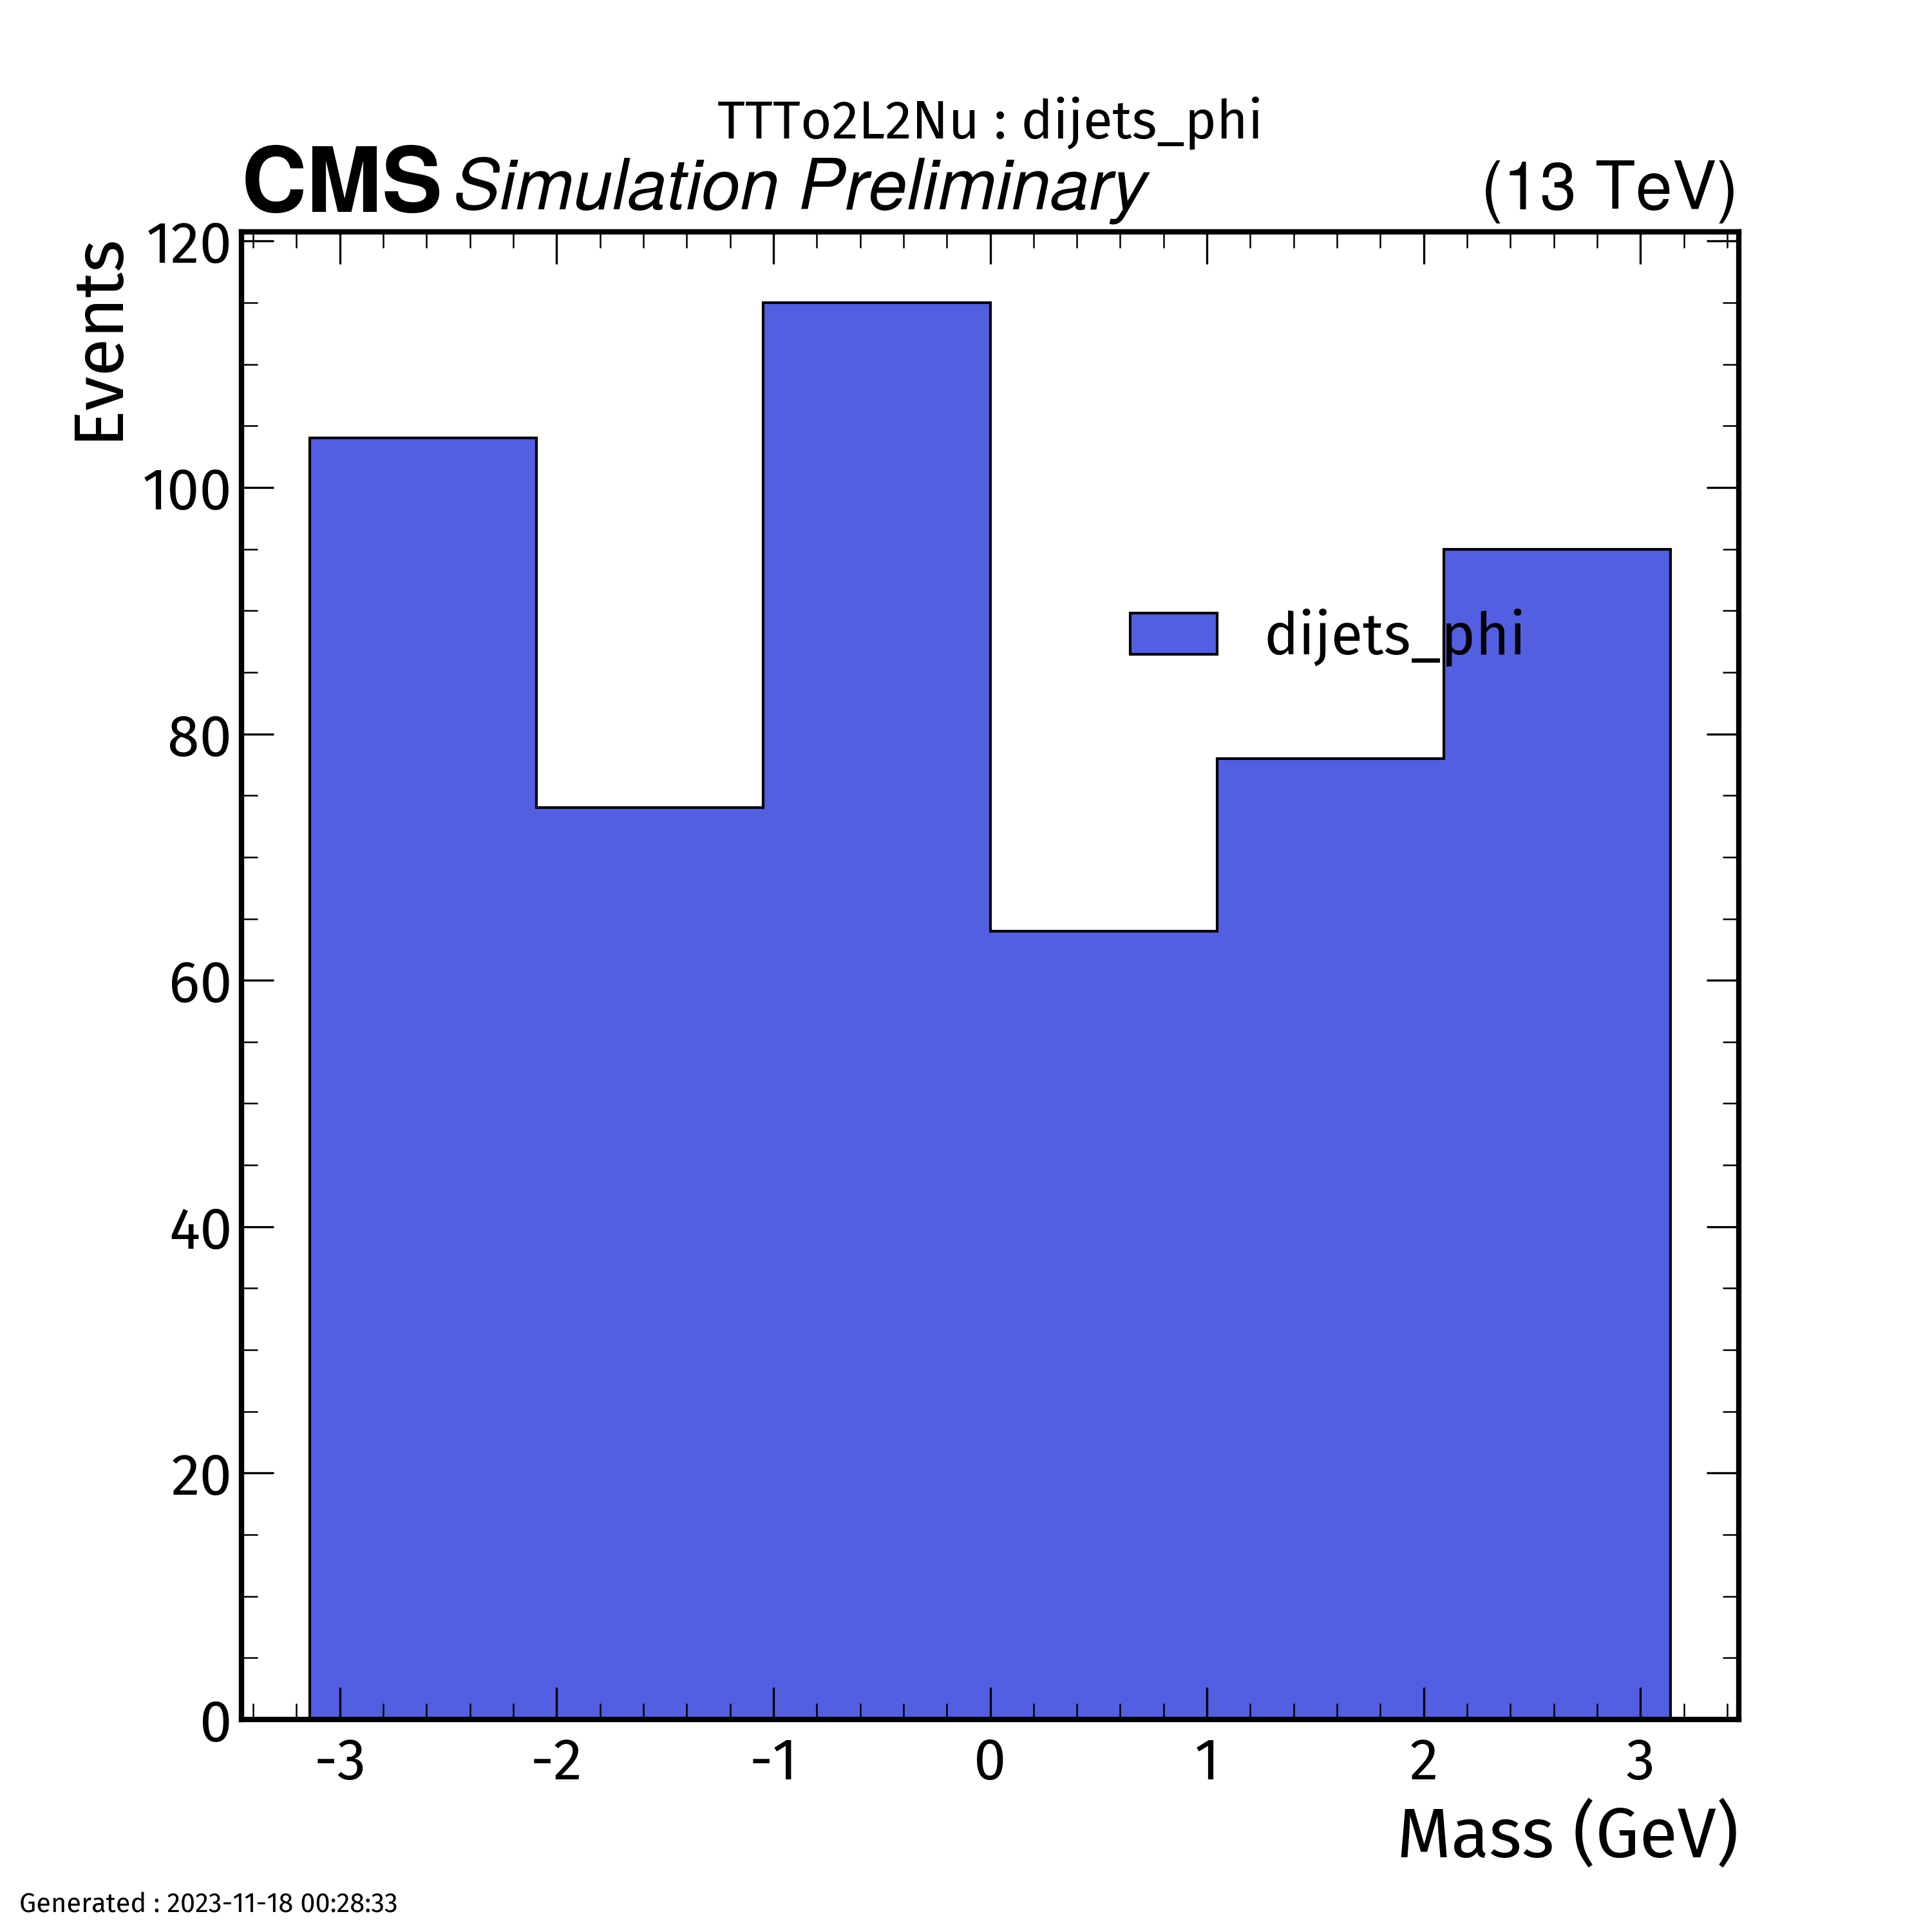 TTTo2L2Nu : dijets_phi
CMS Simulation Preliminary (13 TeV)
Events
120
100
80
60
40
20
0
dijets_phi
-3 -2 -1 0 1 2 3
Mass (GeV)
Generated : 2023-11-18 00:28:33